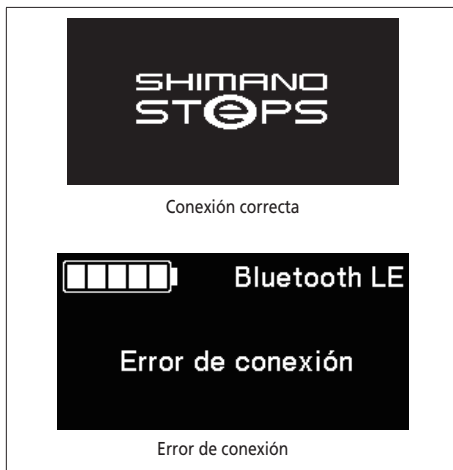 SHIMANO
STePS
Conexión correcta
Bluetooth LE
Error de conexión
Error de conexión